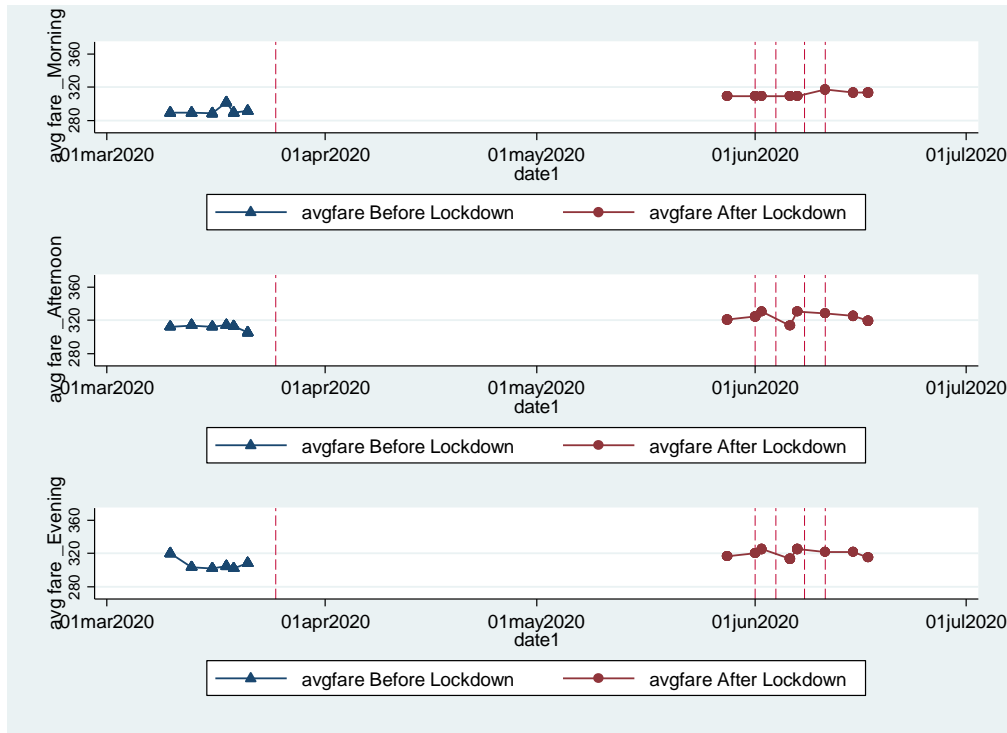 avg fare _Morning
360
320
280
01mar2020 01apr2020 01may2020 01jun2020 01jul2020
date1
avgfare Before Lockdown avgfare After Lockdown
avg fare _Afternoon
360
320
280
01mar2020 01apr2020 01may2020 01jun2020 01jul2020
date1
avgfare Before Lockdown avgfare After Lockdown
avg fare _Evening
360
320
280
01mar2020 01apr2020 01may2020 01jun2020 01jul2020
date1
avgfare Before Lockdown avgfare After Lockdown